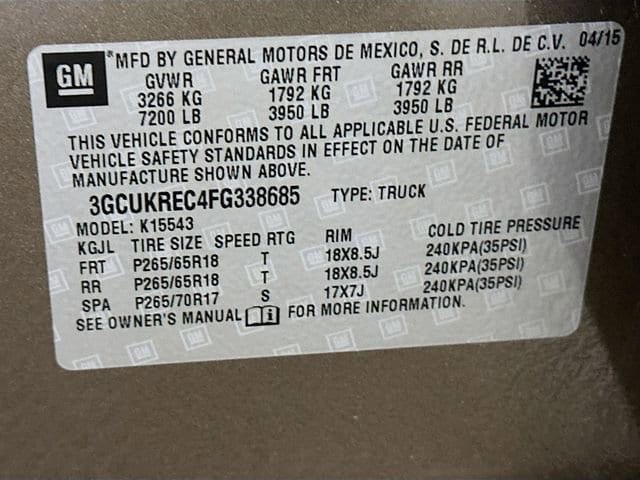 GM
*MFD BY GENERAL MOTORS DE MEXICO, S. DE R.L. DE C.V. 04/15
GVWR GAWR FRT GAWR RR
3266 KG 1792 KG 1792 KG
7200 LB 3950 LB 3950 LB
THIS VEHICLE CONFORMS TO ALL APPLICABLE U.S. FEDERAL MOTOR
VEHICLE SAFETY STANDARDS IN EFFECT ON THE DATE OF
MANUFACTURE SHOWN ABOVE.
3GCUKREC4FG338685 TYPE: TRUCK
MODEL: K15543
KGJL TIRE SIZE SPEED RTG RIM COLD TIRE PRESSURE
FRT P265/65R18 T 18X8.5J 240KPA(35PSI)
RR P265/65R18 T 18X8.5J 240KPA(35PSI)
SPA P265/70R17 S 17X7J 240KPA(35PSI)
SEE OWNER'S MANUAL FOR MORE INFORMATION.